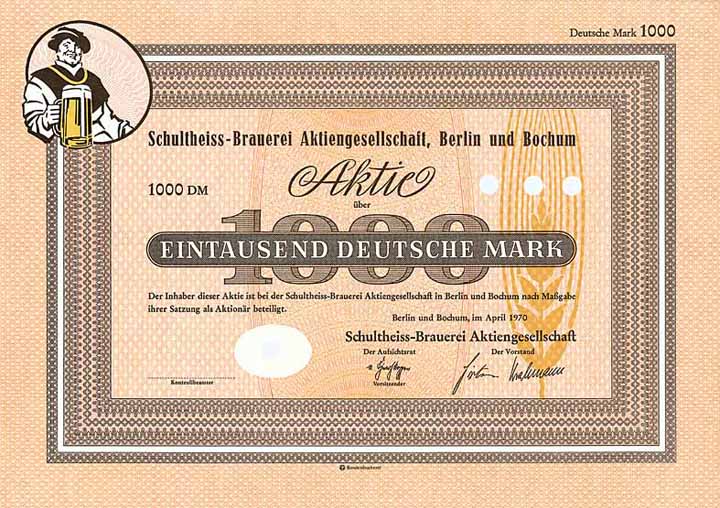 Deutsche Mark 1000
Schultheiss-Brauerei Aktiengesellschaft, Berlin und Bochum
Aktie
1000 DM
über
1000
EINTAUSEND DEUTSCHE MARK
Der Inhaber dieser Aktie ist bei der Schultheiss-Brauerei Aktiengesellschaft in Berlin und Bochum nach Maßgabe
ihrer Satzung als Aktionär beteiligt.
Berlin und Bochum, im April 1970
Schultheiss-Brauerei Aktiengesellschaft
Der Aufsichtsrat Der Vorstand
Vorsitzender
Kontrollbeamter
Bundesdruckerei